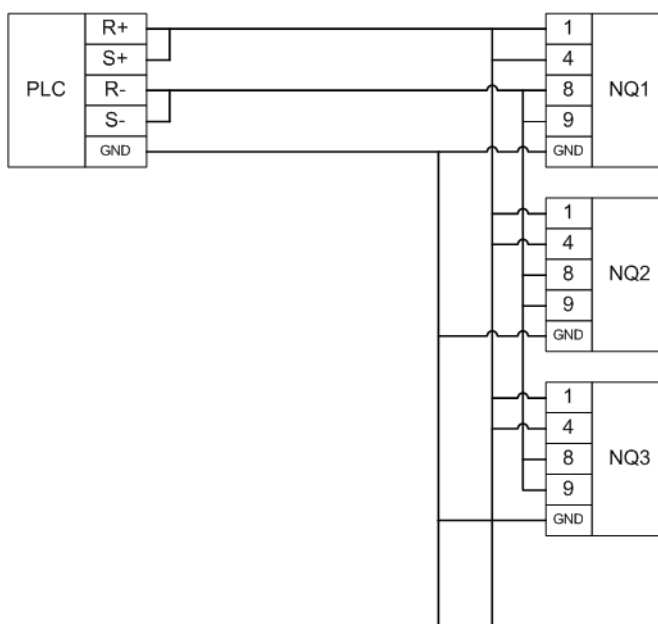 PLC
R+
S+
R-
S-
GND
1
4
8
9
GND
NQ1
1
4
8
9
GND
NQ2
1
4
8
9
GND
NQ3